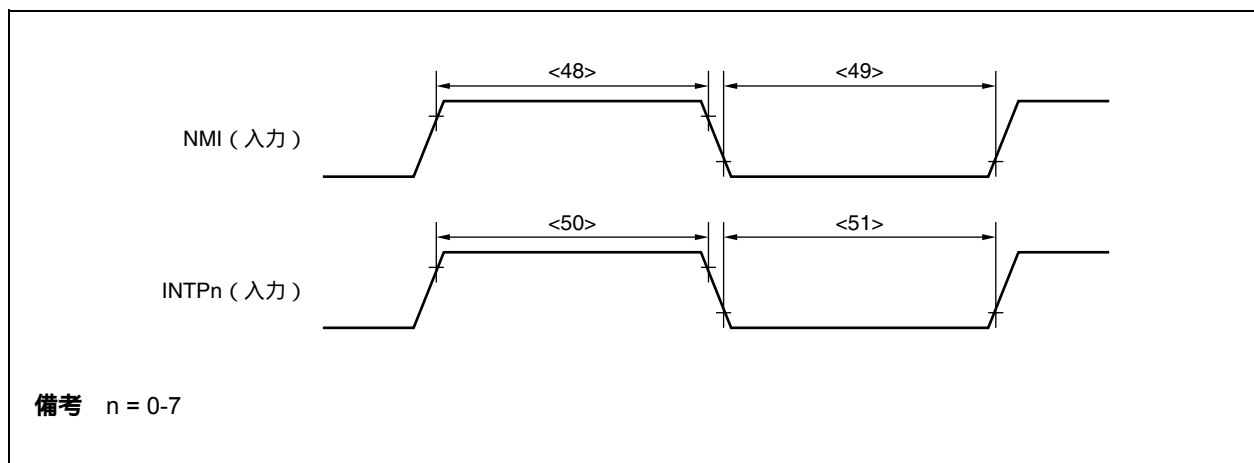 <48>
<49>
NMI（入力）
<50>
<51>
INTPn（入力）
備考 n = 0-7